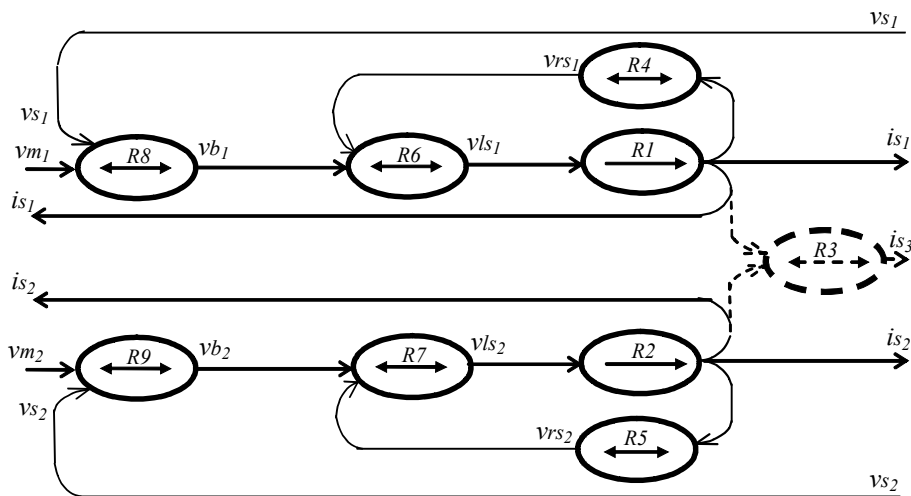 vs1
vrs1
R4
vs1
vm1
R8
vb1
R6
vls1
R1
is1
is1
R3
is3
is2
vm2
R9
vb2
R7
vls2
R2
is2
vs2
vrs2
R5
vs2